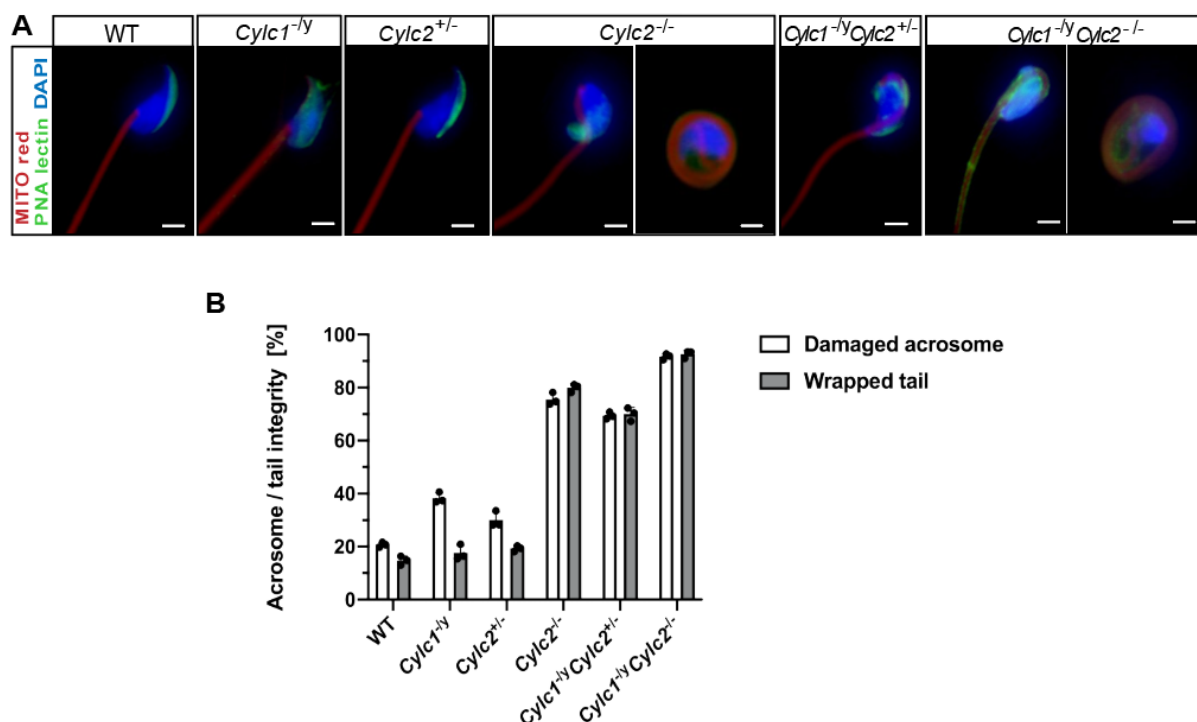 A
WT
Cylc1-/y
Cylc2+/-
Cylc2-/-
Cylc1-/yCylc2+/-
Cylc1-/yCylc2-/-
MITO red
PNA lectin DAPI
B
Acrosome / tail integrity [%]
100
80
60
40
20
0
WT
Cylc1-/y
Cylc2+/-
Cylc2-/-
Cylc1-/yCylc2+/-
Cylc1-/yCylc2-/-
Damaged acrosome
Wrapped tail